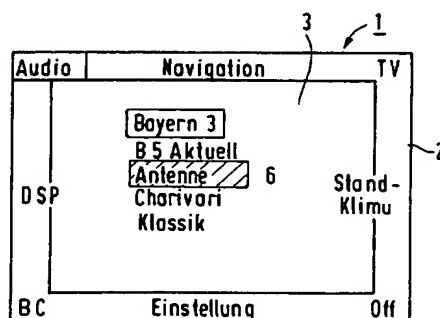 3 1
Audio Navigation TV
2
Bayern 3
B5 Aktuell
Antenne 6
DSP Charivari Stand-
Klassik Klimu
BC Einstellung Off